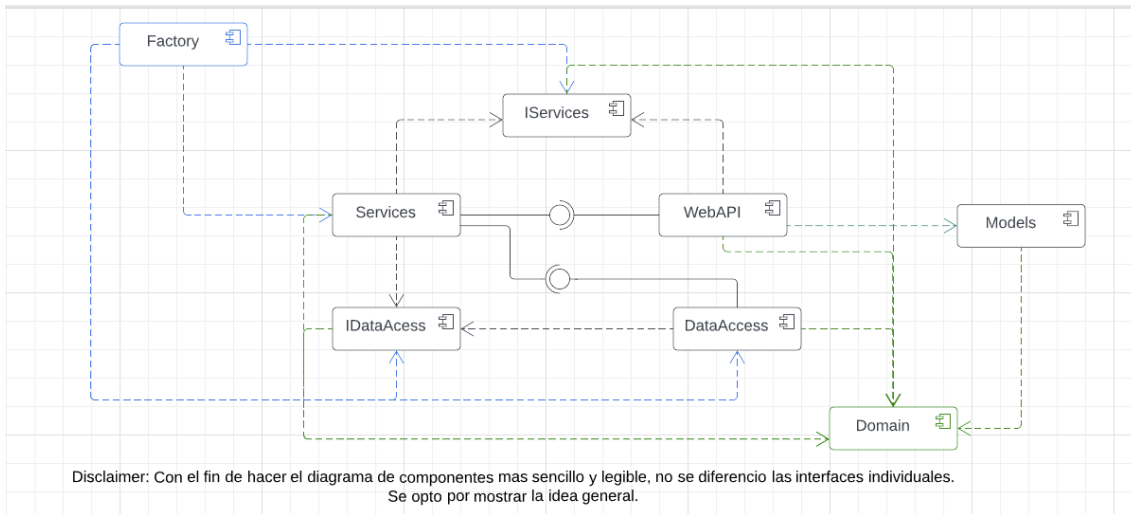 Factory
IServices
Services
WebAPI
Models
IDataAcess
DataAccess
Domain
Disclaimer: Con el fin de hacer el diagrama de componentes mas sencillo y legible, no se diferencio las interfaces individuales.
Se opto por mostrar la idea general.